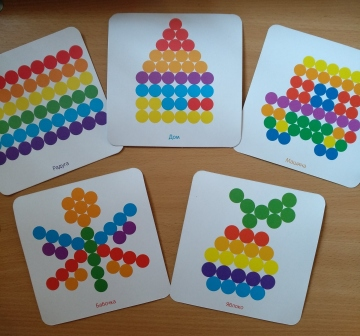 Радуга
Дом
Машина
Бабочка
Яблоко